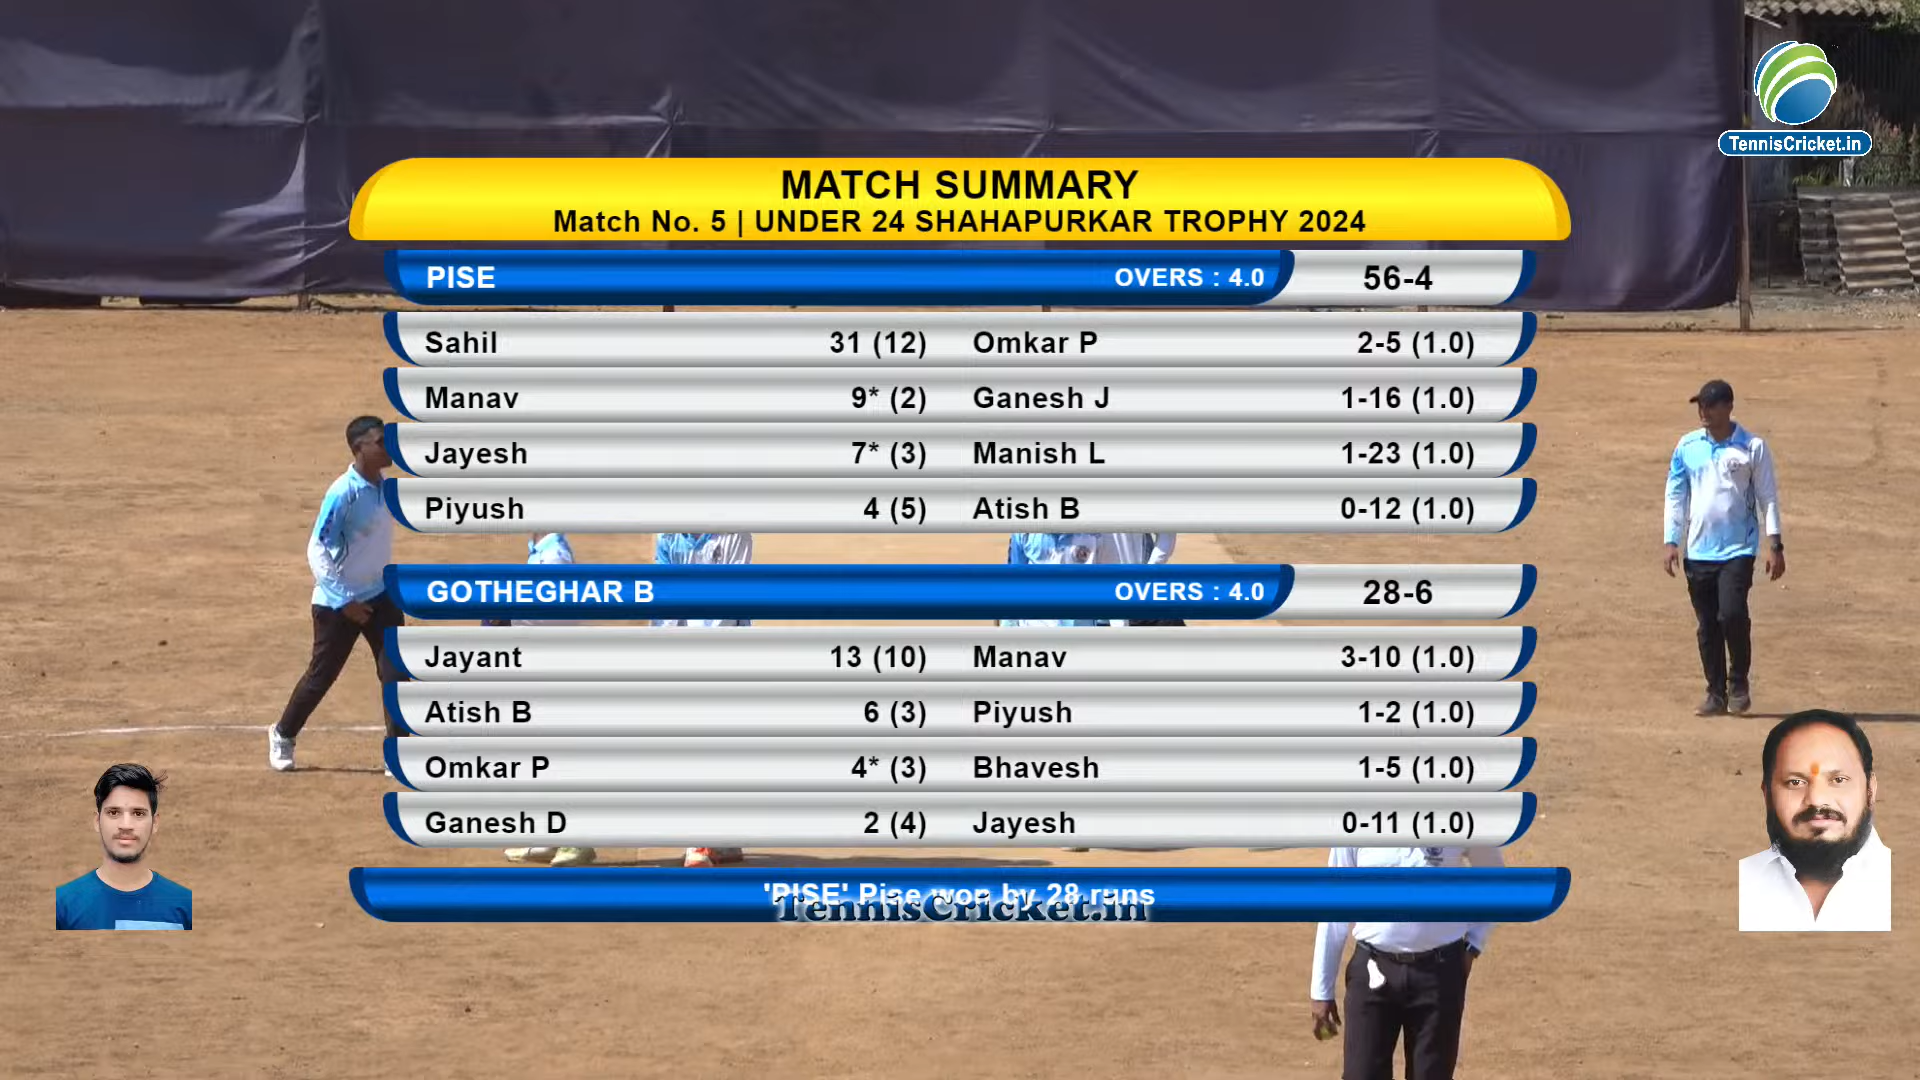 TennisCricket.in
MATCH SUMMARY
Match No. 5 | UNDER 24 SHAHAPURKAR TROPHY 2024
PISE OVERS : 4.0 56-4
Sahil 31 (12) Omkar P 2-5 (1.0)
Manav 9* (2) Ganesh J 1-16 (1.0)
Jayesh 7* (3) Manish L 1-23 (1.0)
Piyush 4 (5) Atish B 0-12 (1.0)
GOTHEGHAR B OVERS : 4.0 28-6
Jayant 13 (10) Manav 3-10 (1.0)
Atish B 6 (3) Piyush 1-2 (1.0)
Omkar P 4* (3) Bhavesh 1-5 (1.0)
Ganesh D 2 (4) Jayesh 0-11 (1.0)
'PISE' Pise won by 28 runs
TennisCricket.in